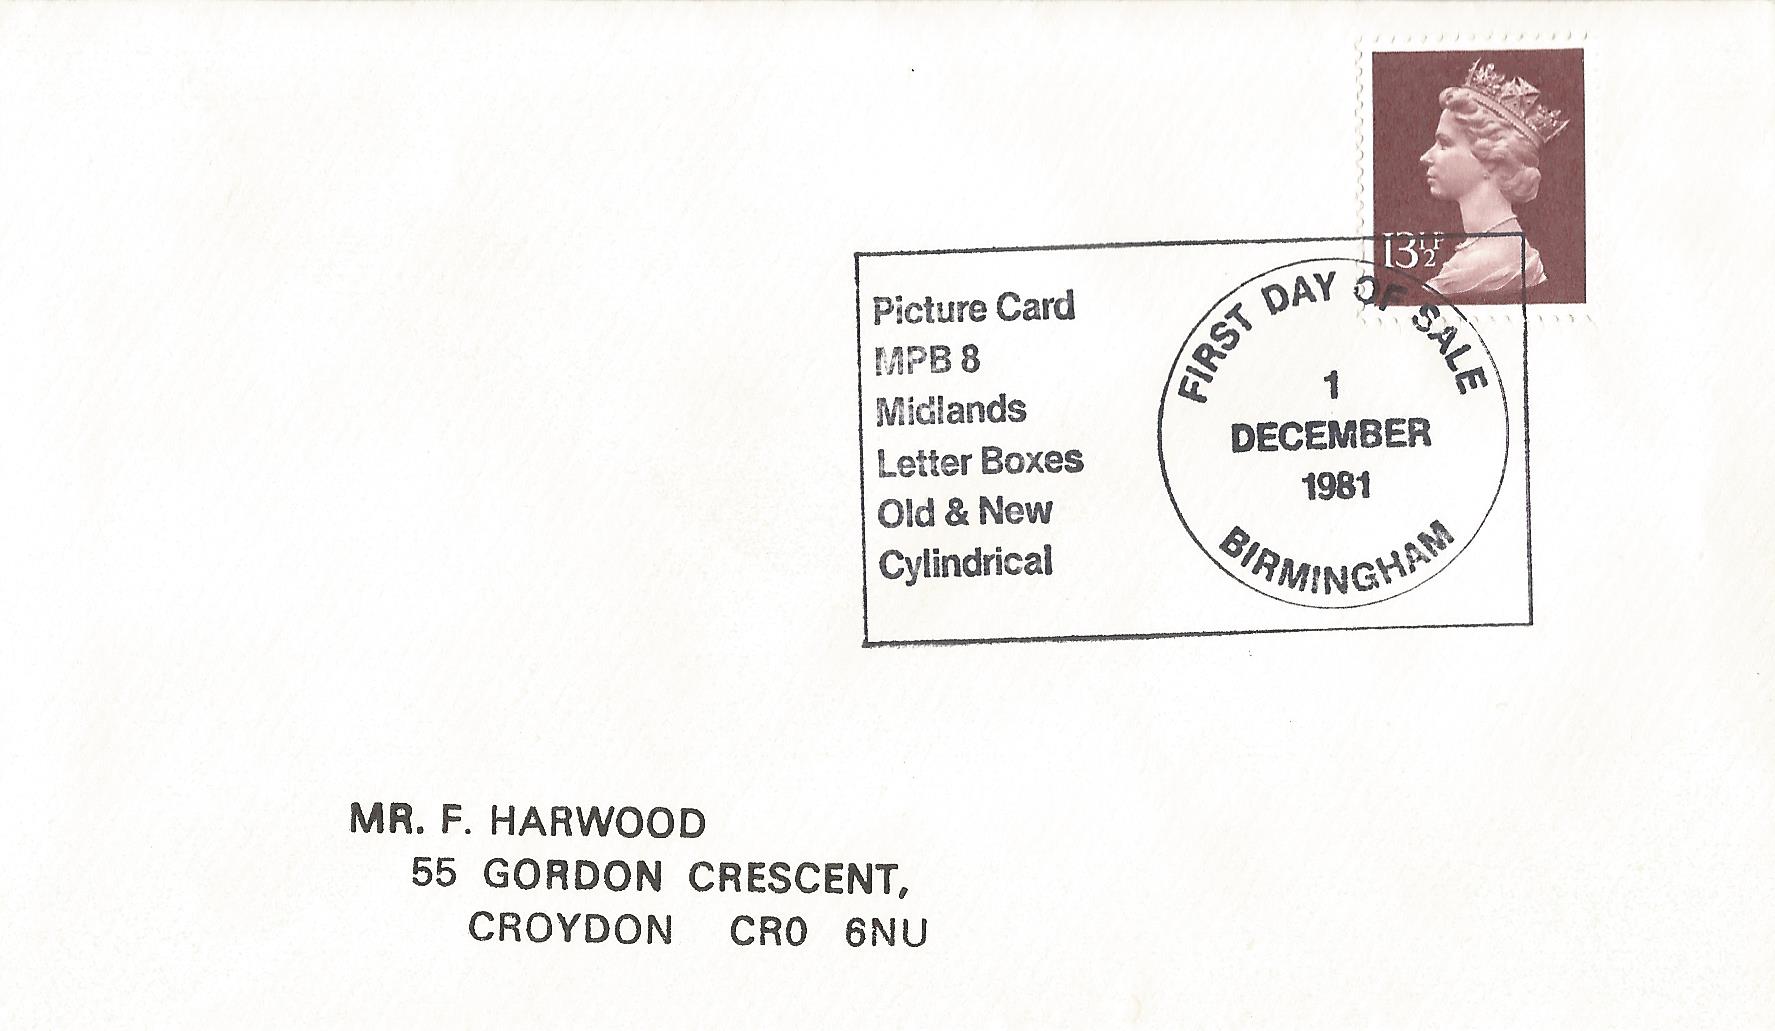 13½P
Picture Card
MPB 8
Midlands
Letter Boxes
Old & New
Cylindrical
FIRST DAY OF SALE
1
DECEMBER
1981
BIRMINGHAM
MR. F. HARWOOD
55 GORDON CRESCENT,
CROYDON CR0 6NU